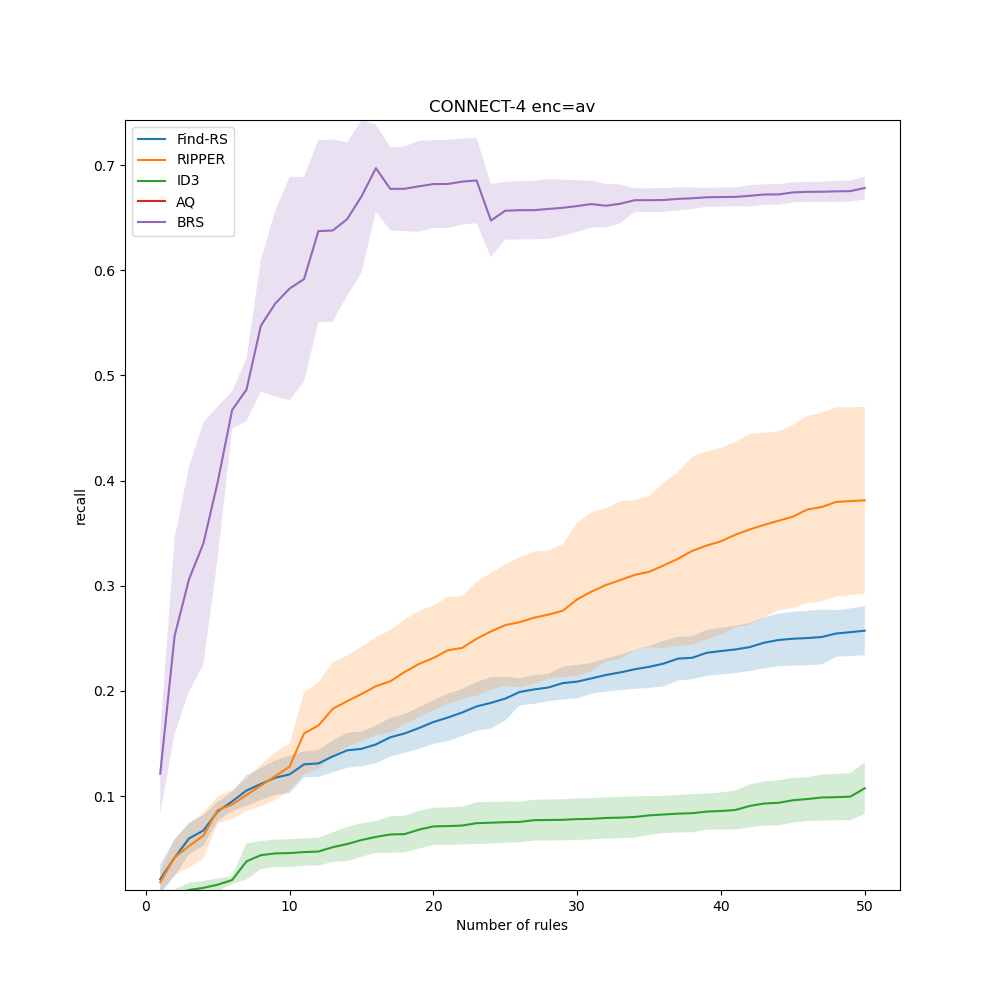 CONNECT-4 enc=av
Find-RS
RIPPER
ID3
AQ
BRS
0.7
0.6
0.5
0.4
0.3
0.2
0.1
recall
0 10 20 30 40 50
Number of rules